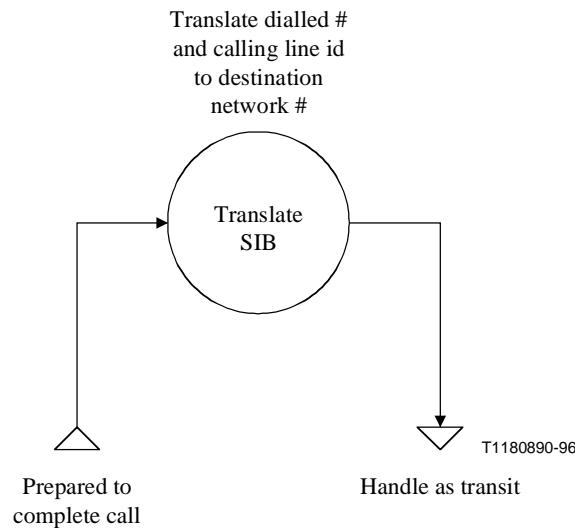 Translate dialled #
and calling line id
to destination
network #
Translate
SIB
T1180890-96
Prepared to
complete call
Handle as transit